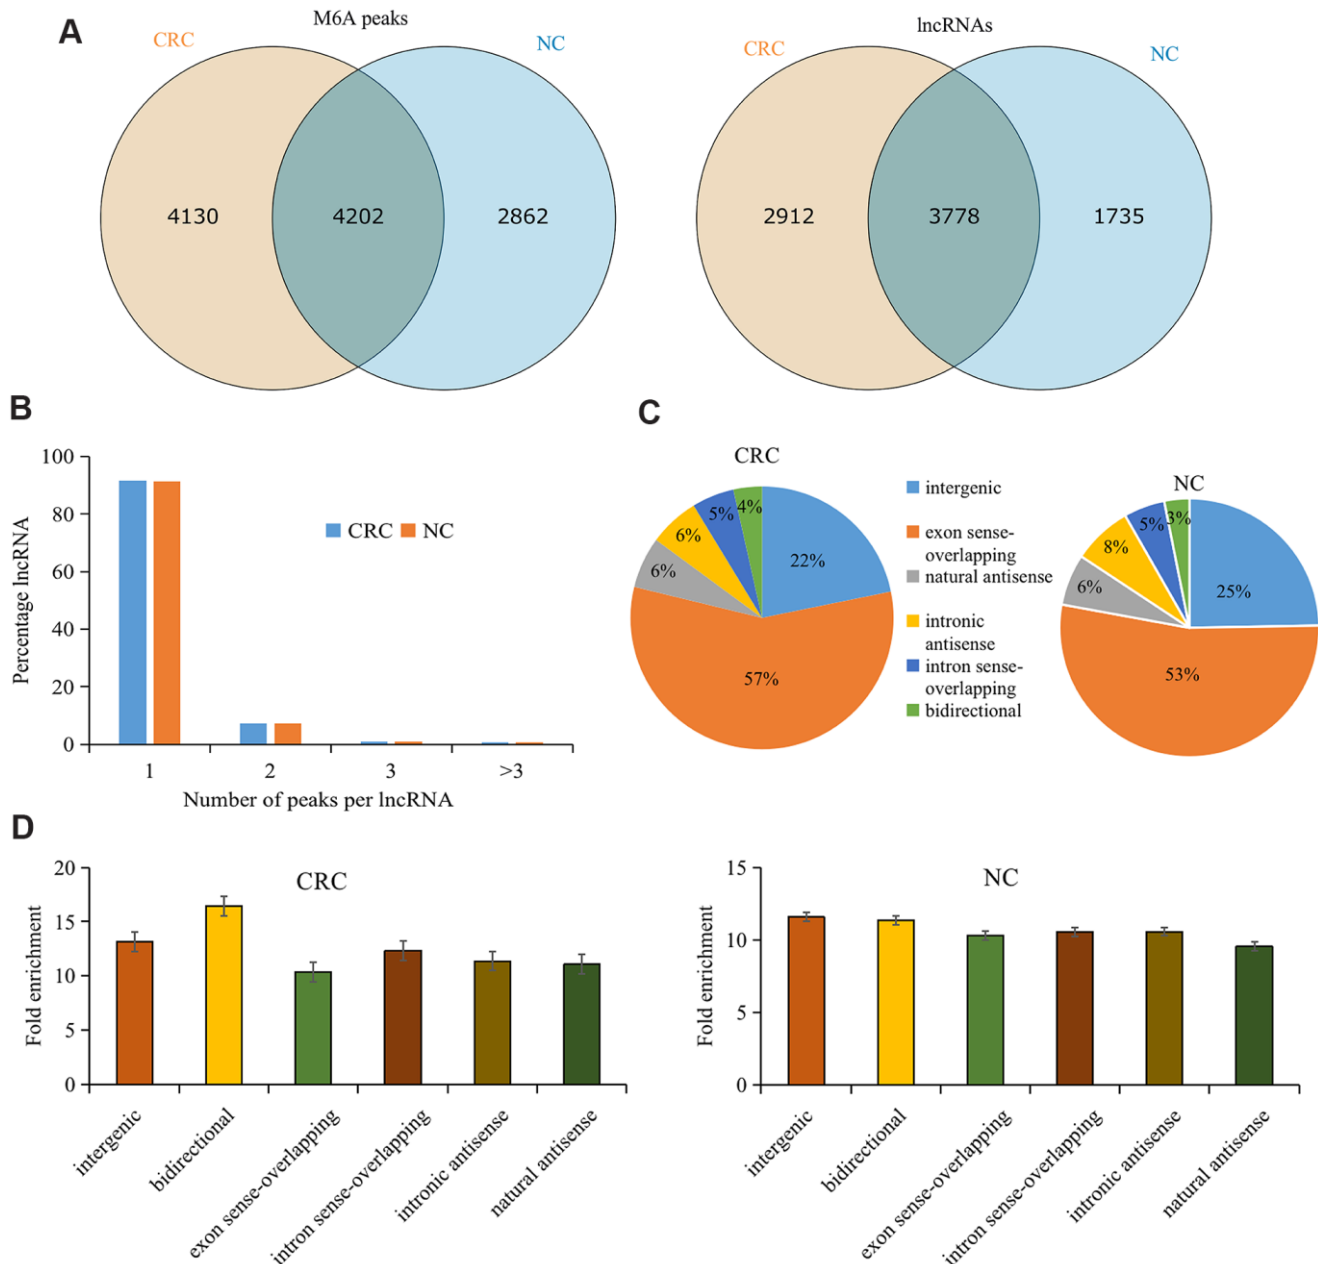 A
M6A peaks
CRC
NC
4130
4202
2862
lncRNAs
CRC
NC
2912
3778
1735
B
Percentage lncRNA
100
80
60
40
20
0
CRC
NC
1
2
3
>3
Number of peaks per lncRNA
C
CRC
22%
57%
6%
6%
5%
4%
intergenic
exon sense-
overlapping
natural antisense
intronic
antisense
intron sense-
overlapping
bidirectional
NC
25%
53%
6%
8%
5%
3%
D
CRC
Fold enrichment
20
15
10
5
0
intergenic
bidirectional
exon sense-overlapping
intron sense-overlapping
intronic antisense
natural antisense
NC
Fold enrichment
15
10
5
0
intergenic
bidirectional
exon sense-overlapping
intron sense-overlapping
intronic antisense
natural antisense